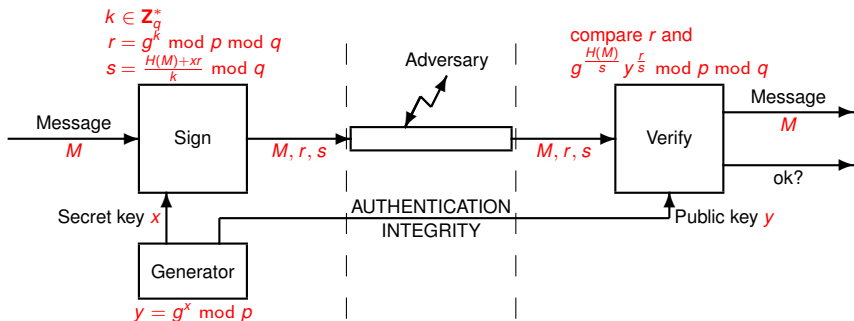 k ∈ Z*_q
r = g^k mod p mod q
s = (H(M)+xr)/k mod q
compare r and
g^(H(M)/s) y^(r/s) mod p mod q
Adversary
Message
M
Sign
M, r, s
M, r, s
Verify
Message
M
ok?
Secret key x
AUTHENTICATION
INTEGRITY
Public key y
Generator
y = g^x mod p